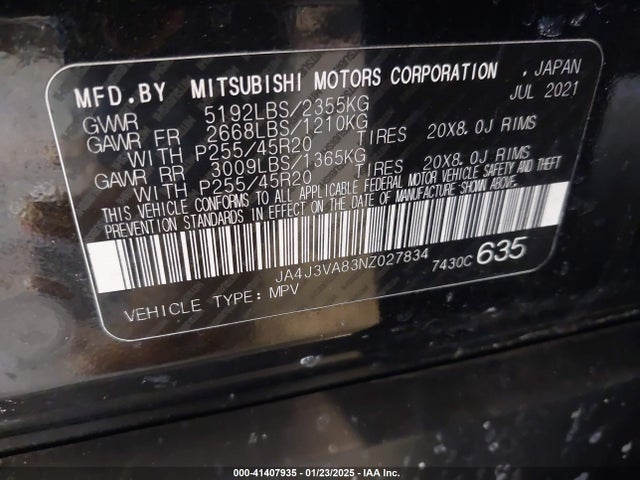 MFD.BY MITSUBISHI MOTORS CORPORATION , JAPAN
GVWR 5192LBS/2355KG JUL 2021
GAWR FR 2668LBS/1210KG
WITH P255/45R20 TIRES 20X8.0J RIMS
GAWR RR 3009LBS/1365KG
WITH P255/45R20 TIRES 20X8.0J RIMS
THIS VEHICLE CONFORMS TO ALL APPLICABLE FEDERAL MOTOR VEHICLE SAFETY AND THEFT
PREVENTION STANDARDS IN EFFECT ON THE DATE OF MANUFACTURE SHOWN ABOVE.
JA4J3VA83NZ027834 7430C 635
VEHICLE TYPE: MPV
000-41407935 - 01/23/2025 - IAA Inc.